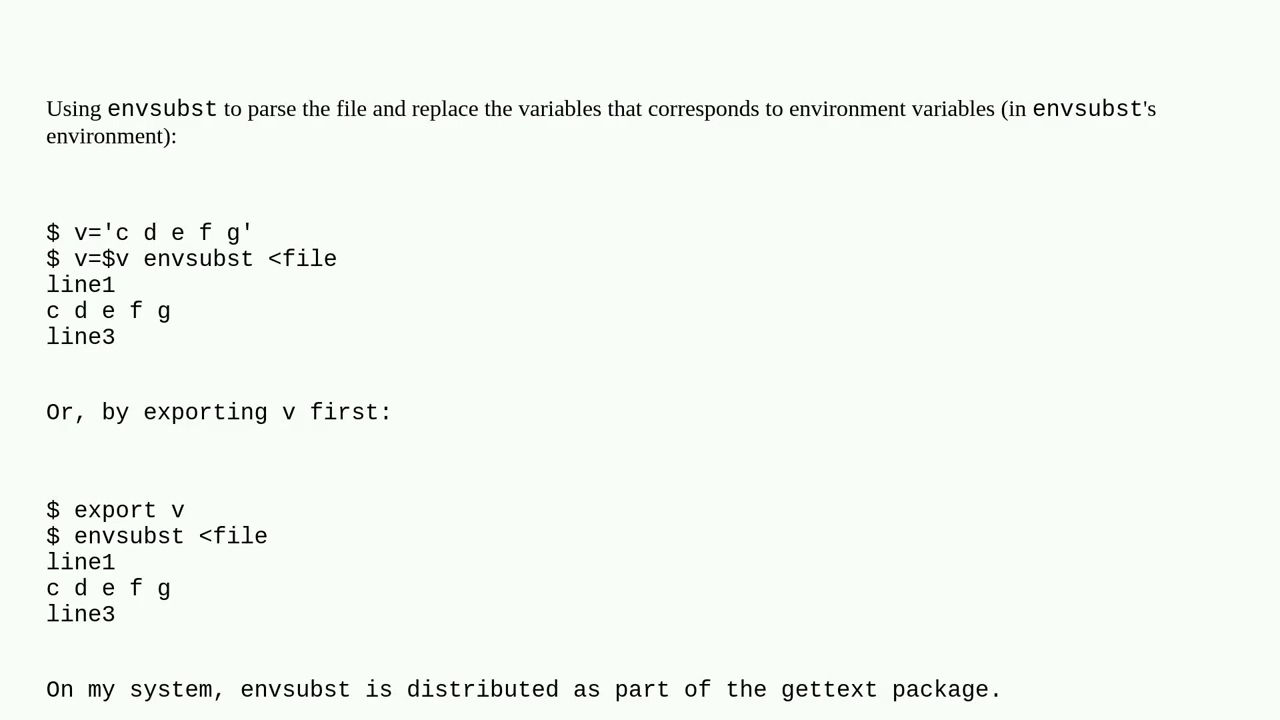 Using envsubst to parse the file and replace the variables that corresponds to environment variables (in envsubst's
environment):
$ v='c d e f g'
$ v=$v envsubst <file
line1
c d e f g
line3
Or, by exporting v first:
$ export v
$ envsubst <file
line1
c d e f g
line3
On my system, envsubst is distributed as part of the gettext package.